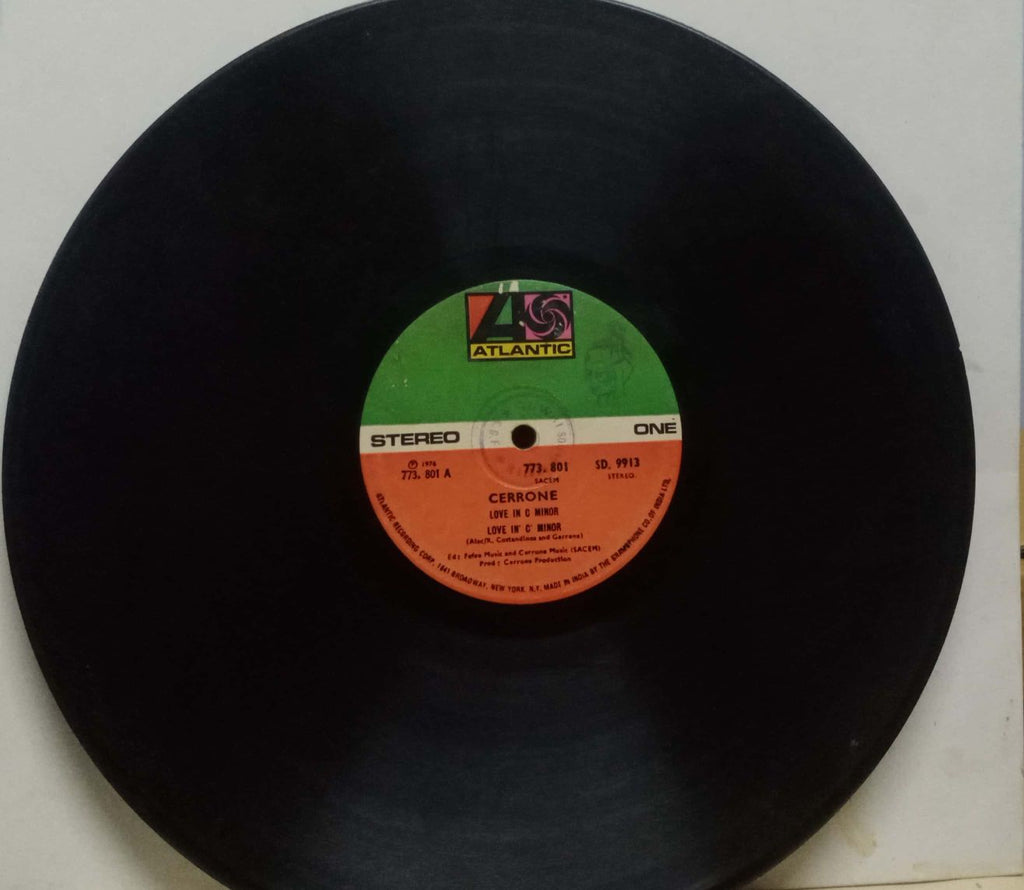 ATLANTIC
STEREO ONE
℗ 1976
773. 801 A
773. 801
SACEM
SD. 9913
STEREO.
CERRONE
LOVE IN C MINOR
LOVE IN' C' MINOR
(Alec/R. Costandinos and Garrone)
Ed: Fefee Music and Cerrone Music (SACEM)
Prod : Cerrone Production
ATLANTIC RECORDING CORP. 1841 BROADWAY, NEW YORK, N.Y. MADE IN INDIA BY THE GRAMOPHONE CO. OF INDIA LTD.